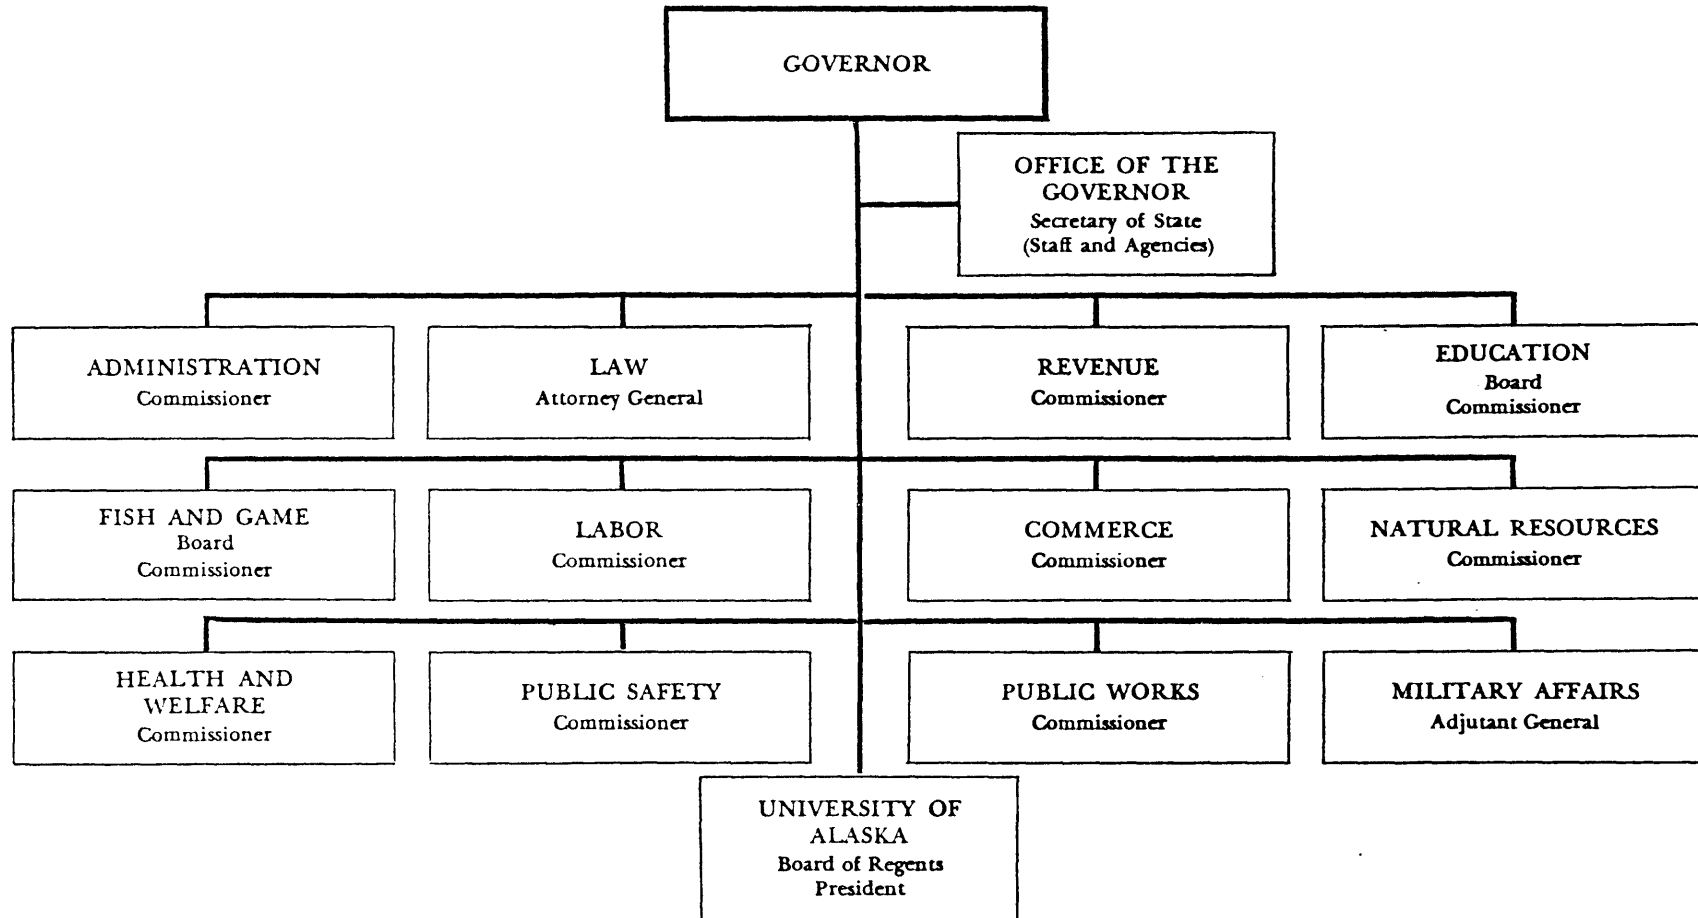 GOVERNOR
OFFICE OF THE
GOVERNOR
Secretary of State
(Staff and Agencies)
ADMINISTRATION
Commissioner
LAW
Attorney General
REVENUE
Commissioner
EDUCATION
Board
Commissioner
FISH AND GAME
Board
Commissioner
LABOR
Commissioner
COMMERCE
Commissioner
NATURAL RESOURCES
Commissioner
HEALTH AND
WELFARE
Commissioner
PUBLIC SAFETY
Commissioner
PUBLIC WORKS
Commissioner
MILITARY AFFAIRS
Adjutant General
UNIVERSITY OF
ALASKA
Board of Regents
President